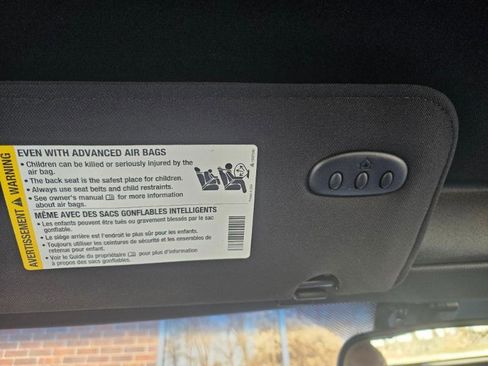 AVERTISSEMENT WARNING
EVEN WITH ADVANCED AIR BAGS
• Children can be killed or seriously injured by the
air bag.
• The back seat is the safest place for children.
• Always use seat belts and child restraints.
• See owner's manual for more information
about air bags.
MÊME AVEC DES SACS GONFLABLES INTELLIGENTS
• Les enfants peuvent être tués ou gravement blessés par le sac
gonflable.
• Le siège arrière est l'endroit le plus sûr pour les enfants.
• Toujours utiliser les ceintures de sécurité et les ensembles de
retenue pour enfants.
• Voir le Guide du propriétaire pour plus d'information
à propos des sacs gonflables.